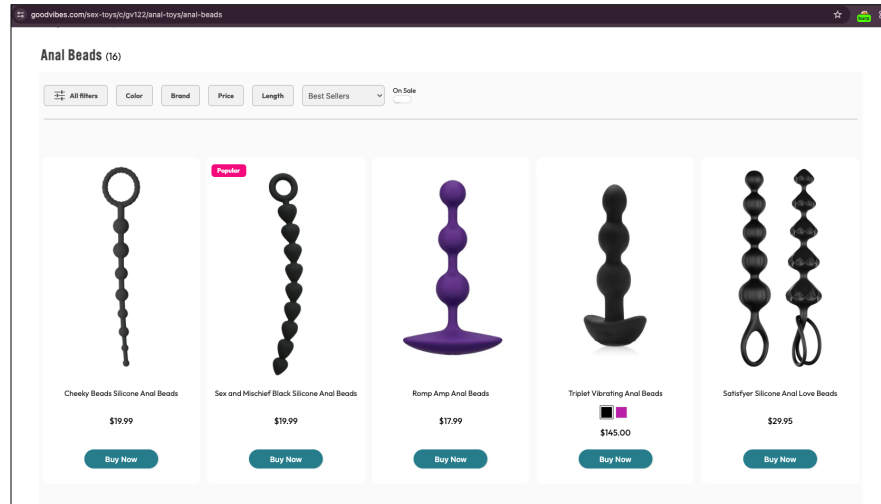 goodvibes.com/sex-toys/c/gv122/anal-toys/anal-beads
Anal Beads (16)
All filters
Color
Brand
Price
Length
Best Sellers
On Sale
Popular
Cheeky Beads Silicone Anal Beads
$19.99
Buy Now
Sex and Mischief Black Silicone Anal Beads
$19.99
Buy Now
Romp Amp Anal Beads
$17.99
Buy Now
Triplet Vibrating Anal Beads
$145.00
Buy Now
Satisfyer Silicone Anal Love Beads
$29.95
Buy Now